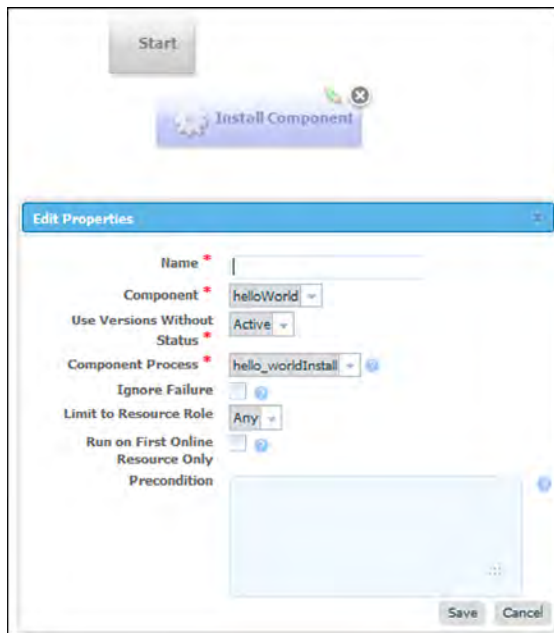 Start
Install Component
Edit Properties
Name *
Component * helloWorld
Use Versions Without
Status * Active
Component Process * hello_worldInstall
Ignore Failure
Limit to Resource Role Any
Run on First Online
Resource Only
Precondition
Save Cancel